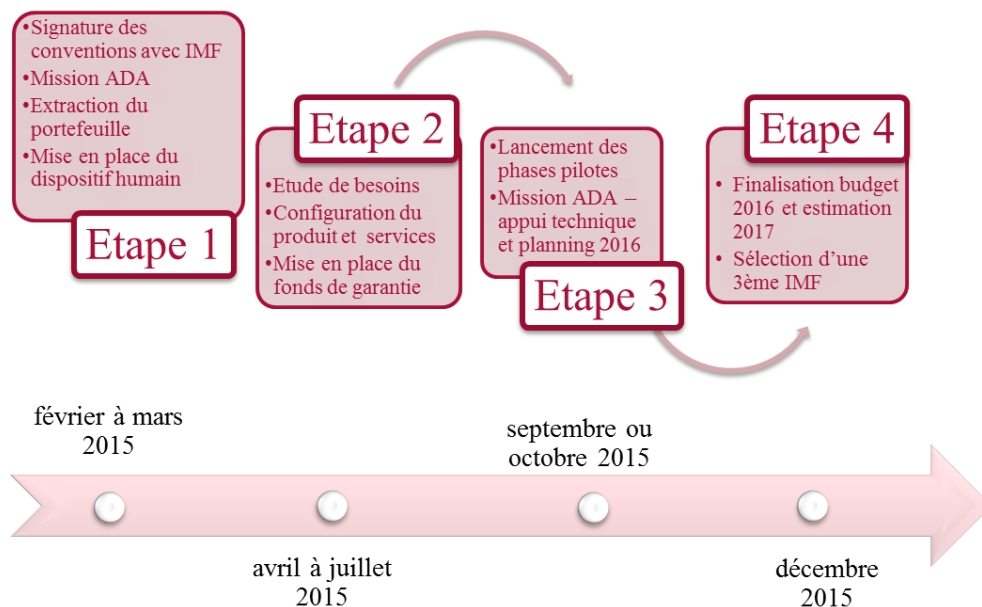 •Signature des
conventions avec IMF
•Mission ADA
•Extraction du
portefeuille
•Mise en place du
dispositif humain
Etape 1
Etape 2
•Etude de besoins
•Configuration du
produit et services
•Mise en place du
fonds de garantie
•Lancement des
phases pilotes
•Mission ADA –
appui technique
et planning 2016
Etape 3
Etape 4
• Finalisation budget
2016 et estimation
2017
• Sélection d’une
3ème IMF
février à mars
2015
avril à juillet
2015
septembre ou
octobre 2015
décembre
2015